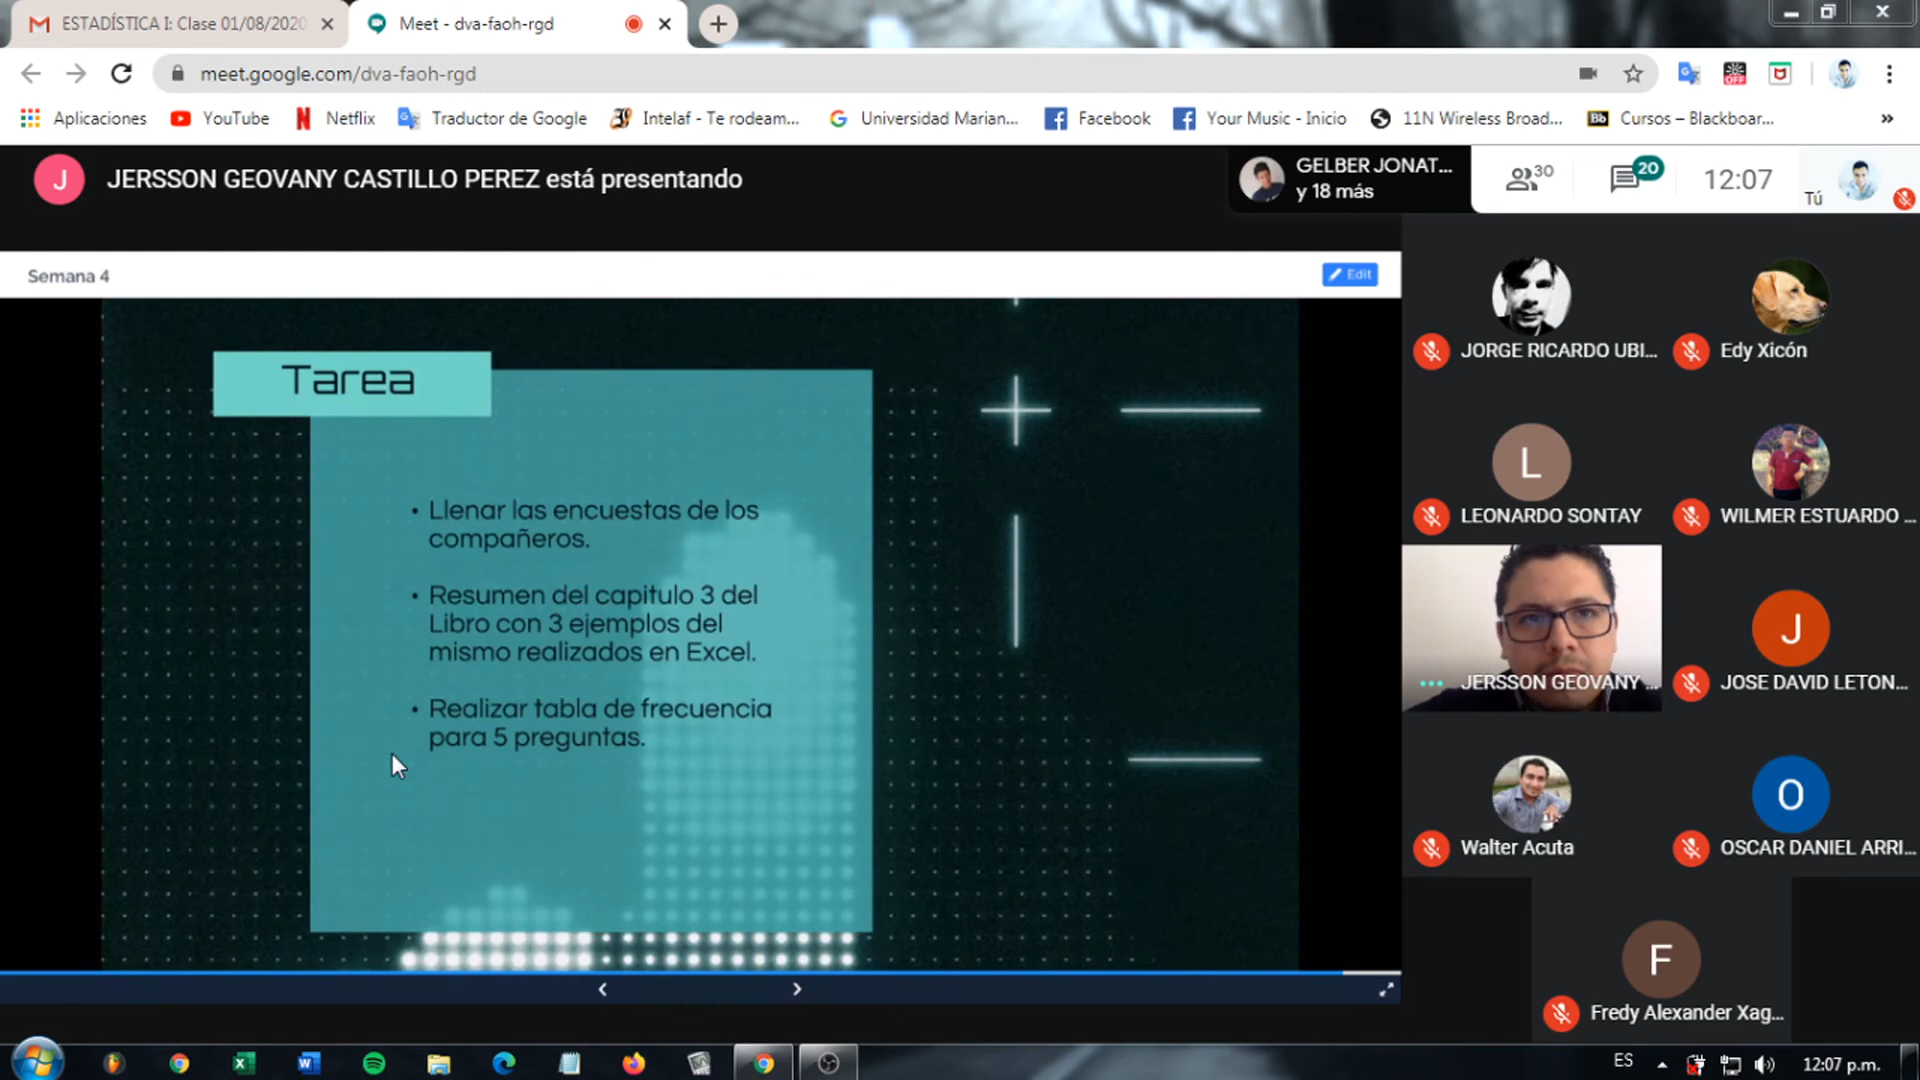 ESTADÍSTICA I: Clase 01/08/2020
Meet - dva-faoh-rgd
meet.google.com/dva-faoh-rgd
Aplicaciones
YouTube
Netflix
Traductor de Google
Intelaf - Te rodeam...
Universidad Marian...
Facebook
Your Music - Inicio
11N Wireless Broad...
Bb
Cursos – Blackboar...
»
J
JERSSON GEOVANY CASTILLO PEREZ está presentando
GELBER JONAT...
y 18 más
30
20
12:07
Tú
OFF
Semana 4
Edit
Tarea
• Llenar las encuestas de los
compañeros.
• Resumen del capitulo 3 del
Libro con 3 ejemplos del
mismo realizados en Excel.
• Realizar tabla de frecuencia
para 5 preguntas.
JORGE RICARDO UBI...
Edy Xicón
L
LEONARDO SONTAY
WILMER ESTUARDO ...
JERSSON GEOVANY ...
J
JOSE DAVID LETON...
Walter Acuta
O
OSCAR DANIEL ARRI...
F
Fredy Alexander Xag...
ES
12:07 p.m.